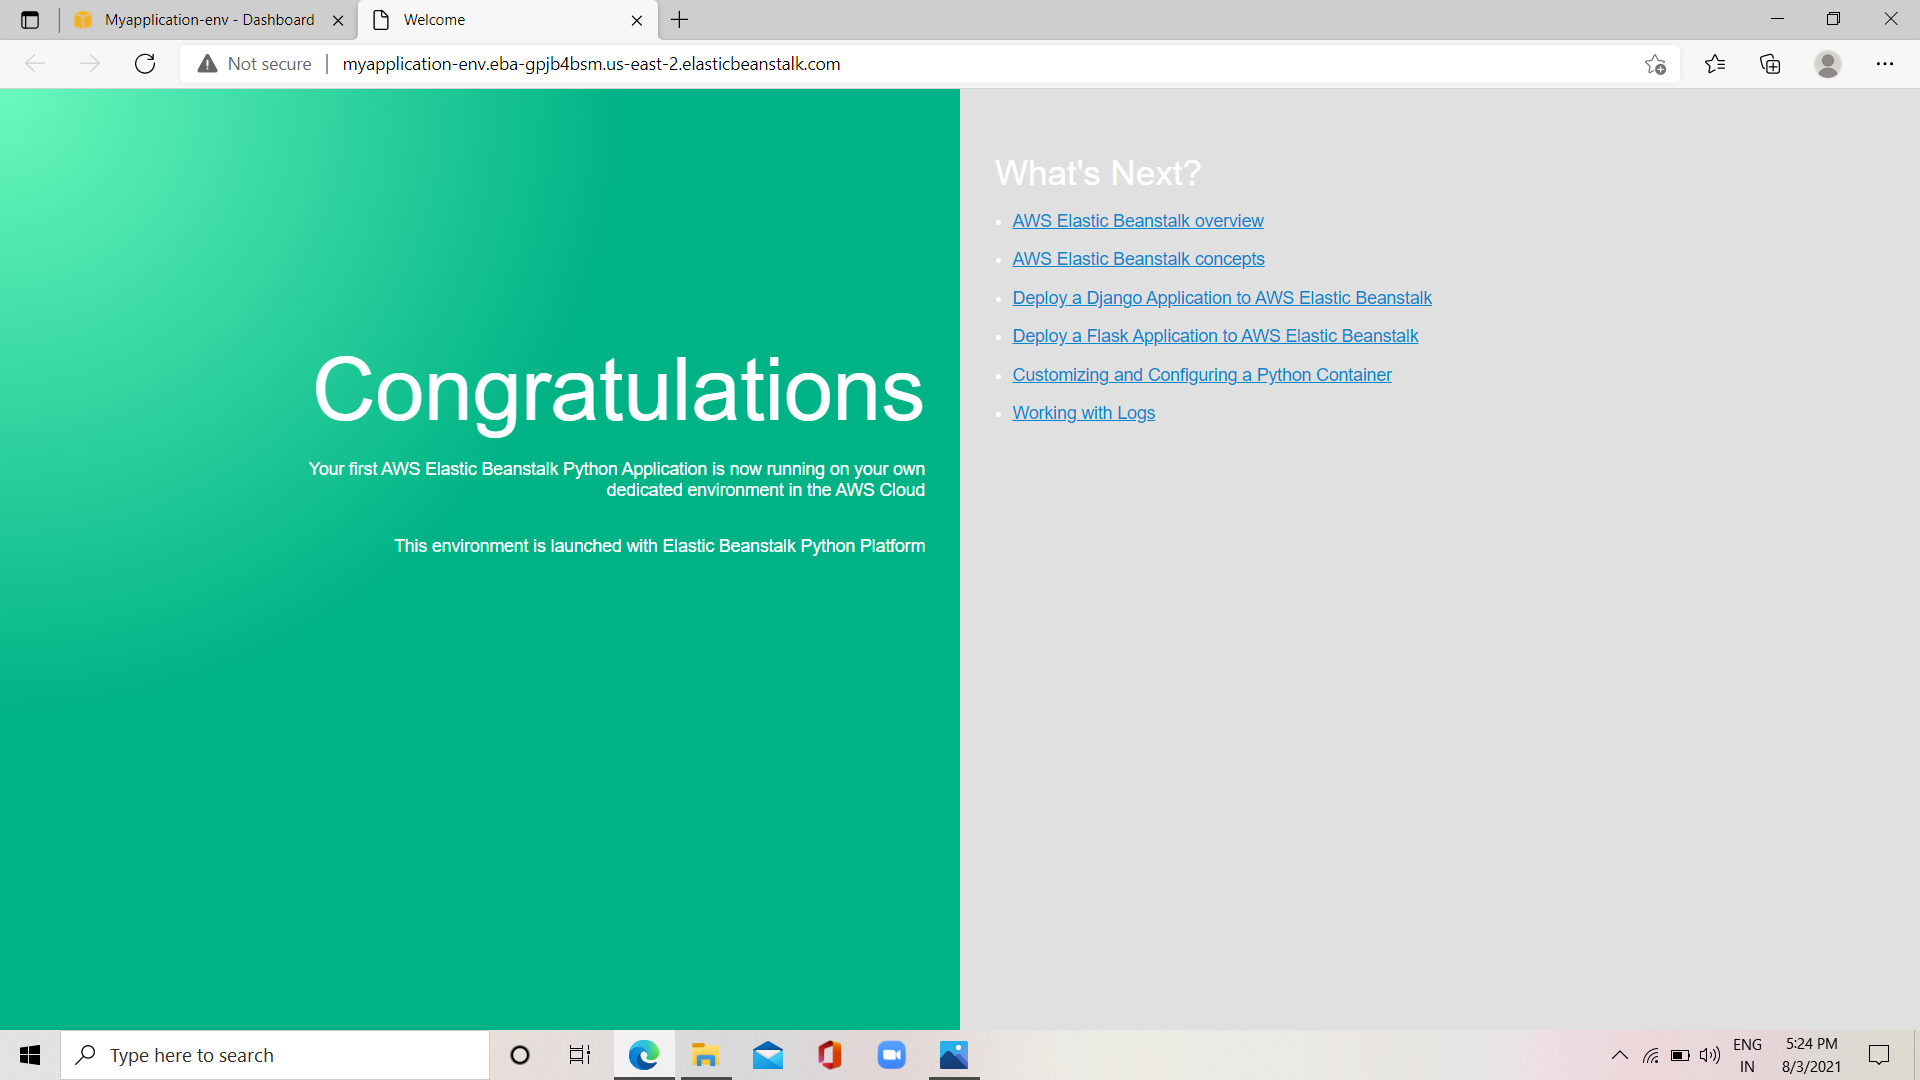 Myapplication-env - Dashboard
Welcome
Not secure
myapplication-env.eba-gpjb4bsm.us-east-2.elasticbeanstalk.com
Congratulations
Your first AWS Elastic Beanstalk Python Application is now running on your own
dedicated environment in the AWS Cloud
This environment is launched with Elastic Beanstalk Python Platform
What's Next?
AWS Elastic Beanstalk overview
AWS Elastic Beanstalk concepts
Deploy a Django Application to AWS Elastic Beanstalk
Deploy a Flask Application to AWS Elastic Beanstalk
Customizing and Configuring a Python Container
Working with Logs
Type here to search
ENG
IN
5:24 PM
8/3/2021